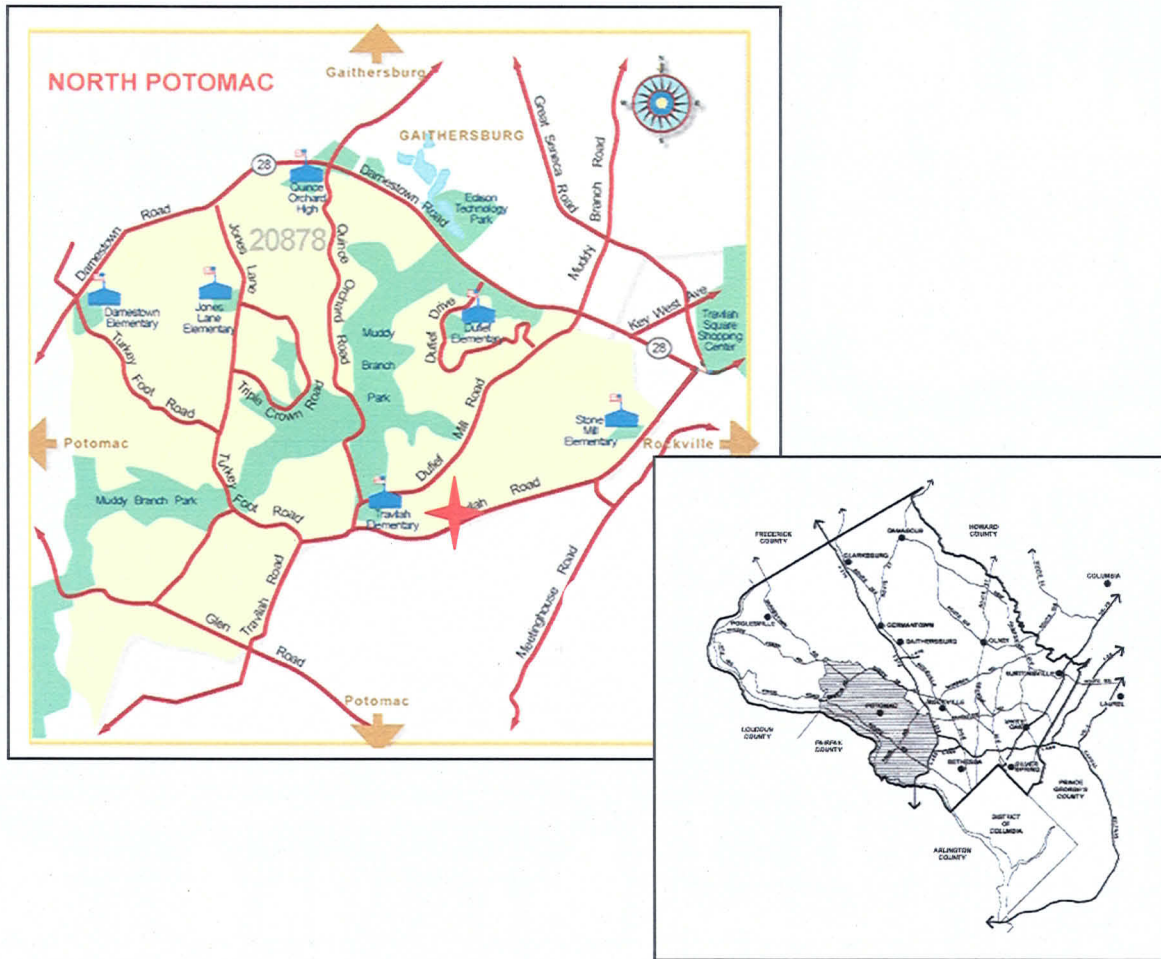 NORTH POTOMAC
Gaithersburg
GAITHERSBURG
28
Quince
Orchard
High
Darnestown Road
Edison
Technology
Park
Great Seneca Road
Muddy Branch Road
Darnestown Road
Jones Lane
20878
Quince Orchard Road
Darnestown
Elementary
Jones
Lane
Elementary
Muddy
Branch
Park
Dufief Drive
Dufief
Elementary
Key West Ave
Travilah
Square
Shopping
Center
28
Turkey Foot Road
Triple Crown Road
Dufief Mill Road
Stone
Mill
Elementary
Potomac
Rockville
Muddy Branch Park
Turkey Foot Road
Travilah
Elementary
ilah Road
Glen Road
Travilah Road
Meetinghouse Road
Potomac
FREDERICK
COUNTY
DAMASCUS
HOWARD
COUNTY
CLARKSBURG
COLUMBIA
POOLESVILLE
GERMANTOWN
GAITHERSBURG
OLNEY
BURTONSVILLE
LAUREL
POTOMAC
ROCKVILLE
WHITE
OAK
LOUDOUN
COUNTY
FAIRFAX
COUNTY
BETHESDA
SILVER
SPRING
PRINCE
GEORGE'S
COUNTY
DISTRICT
OF
COLUMBIA
ARLINGTON
COUNTY